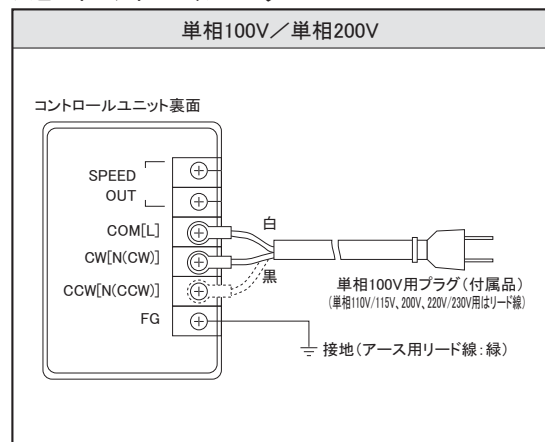 単相100V／単相200V
コントロールユニット裏面
SPEED
OUT
COM[L]
CW[N(CW)]
CCW[N(CCW)]
FG
白
黒
単相100V用プラグ（付属品）
（単相110V/115V、200V、220V/230V用はリード線）
接地（アース用リード線：緑）